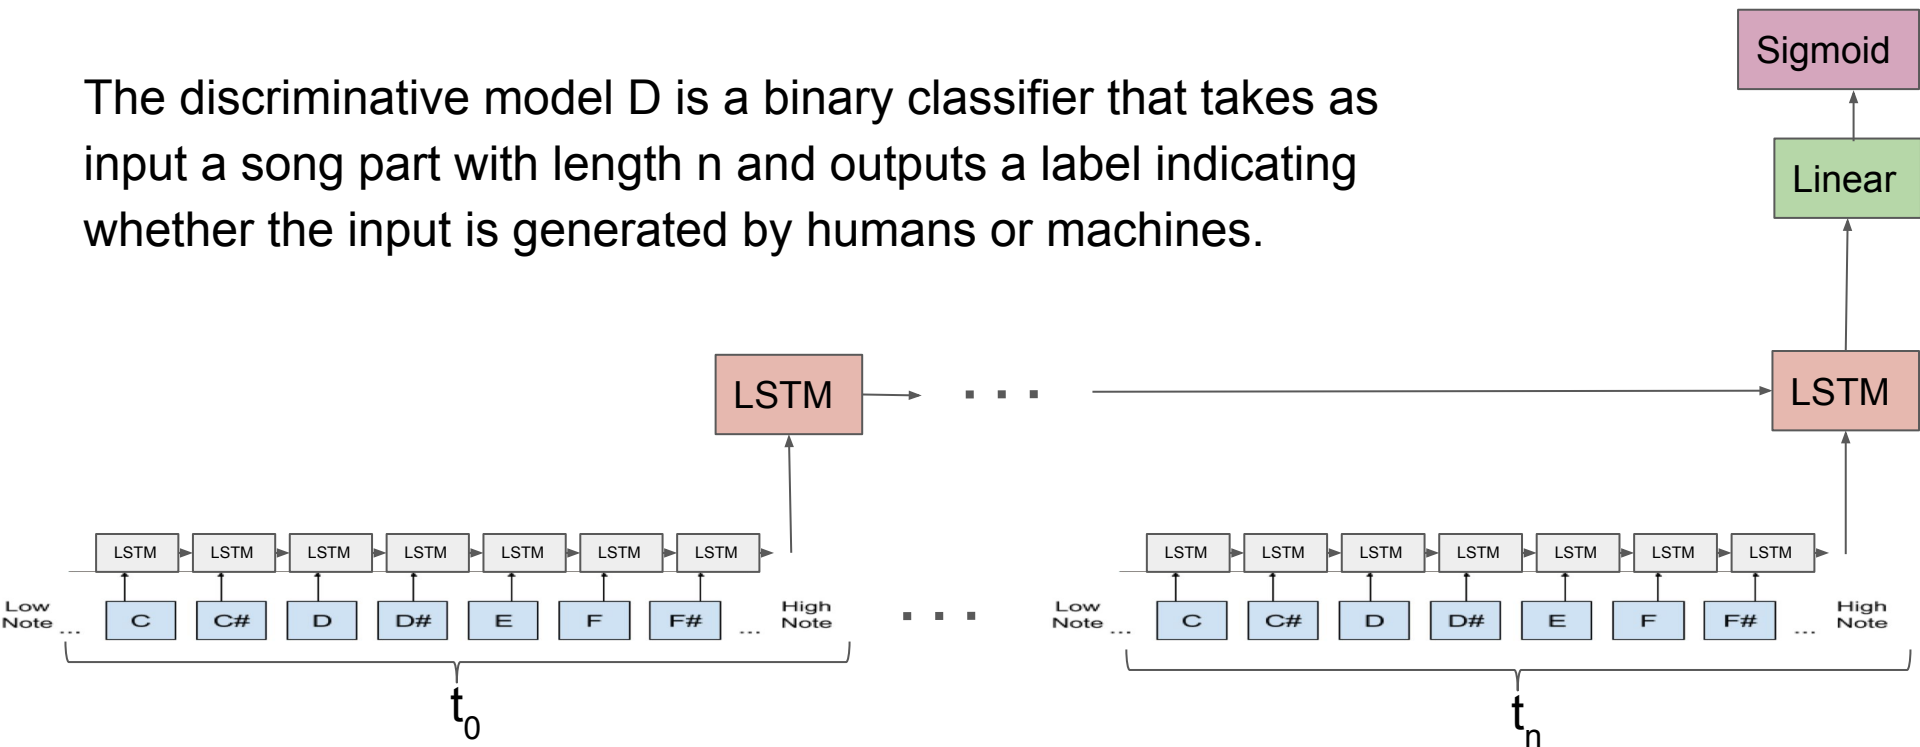 Sigmoid
The discriminative model D is a binary classifier that takes as
input a song part with length n and outputs a label indicating
Linear
whether the input is generated by humans or machines.
LSTM . . . LSTM
LSTM LSTM LSTM LSTM LSTM LSTM LSTM LSTM LSTM LSTM LSTM LSTM LSTM LSTM
Low Note ... C C# D D# E F F# ... High Note . . . Low Note ... C C# D D# E F F# ... High Note
t0 tn